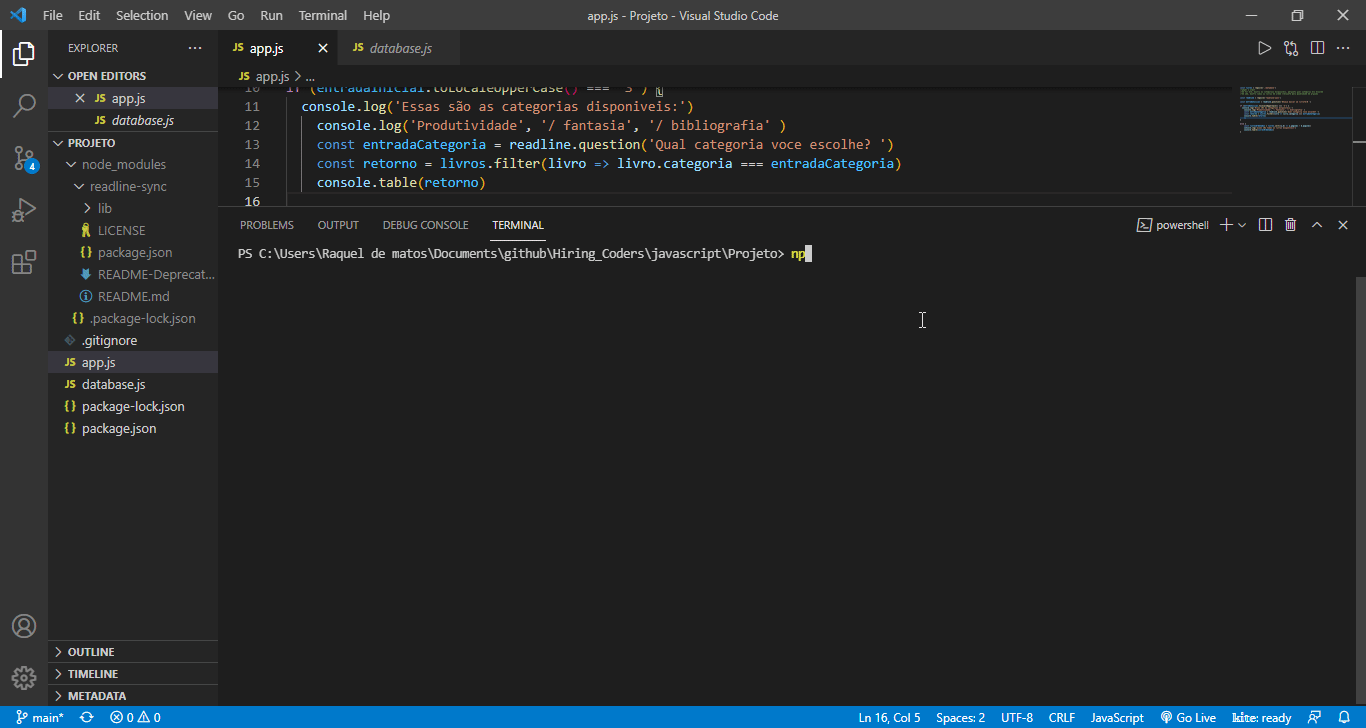 File Edit Selection View Go Run Terminal Help
app.js - Projeto - Visual Studio Code
EXPLORER
OPEN EDITORS
JS app.js
JS database.js
PROJETO
node_modules
readline-sync
lib
LICENSE
{} package.json
README-Deprecat...
README.md
{} .package-lock.json
.gitignore
JS app.js
JS database.js
{} package-lock.json
{} package.json
OUTLINE
TIMELINE
METADATA
4
JS app.js
JS database.js
JS app.js > ...
10 if (entradaInicial.toLocaleUpperCase() === 'S') {
11 console.log('Essas são as categorias disponiveis:')
12 console.log('Produtividade', '/ fantasia', '/ bibliografia' )
13 const entradaCategoria = readline.question('Qual categoria voce escolhe? ')
14 const retorno = livros.filter(livro => livro.categoria === entradaCategoria)
15 console.table(retorno)
16
PROBLEMS OUTPUT DEBUG CONSOLE TERMINAL
powershell
PS C:\Users\Raquel de matos\Documents\github\Hiring_Coders\javascript\Projeto> np
main* 0 0
Ln 16, Col 5 Spaces: 2 UTF-8 CRLF JavaScript Go Live kite: ready